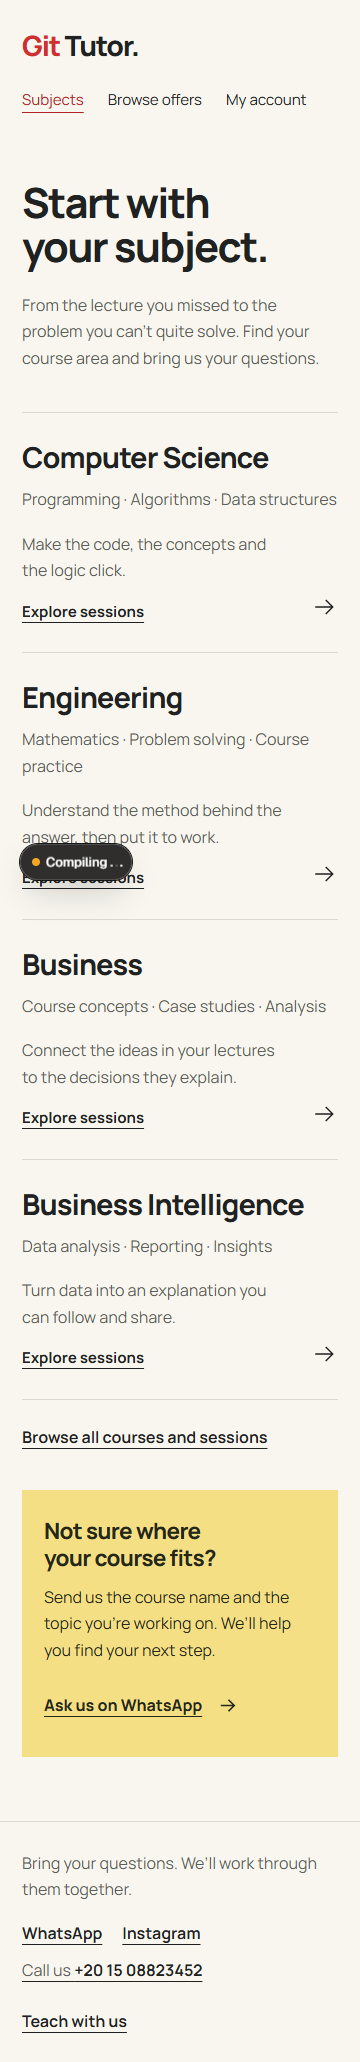 Git Tutor.
Subjects Browse offers My account
Start with
your subject.
From the lecture you missed to the
problem you can't quite solve. Find your
course area and bring us your questions.
Computer Science
Programming · Algorithms · Data structures
Make the code, the concepts and
the logic click.
Explore sessions
Engineering
Mathematics · Problem solving · Course
practice
Understand the method behind the
answer, then put it to work.
Compiling...
Explore sessions
Business
Course concepts · Case studies · Analysis
Connect the ideas in your lectures
to the decisions they explain.
Explore sessions
Business Intelligence
Data analysis · Reporting · Insights
Turn data into an explanation you
can follow and share.
Explore sessions
Browse all courses and sessions
Not sure where
your course fits?
Send us the course name and the
topic you're working on. We'll help
you find your next step.
Ask us on WhatsApp
Bring your questions. We'll work through
them together.
WhatsApp Instagram
Call us +20 15 08823452
Teach with us